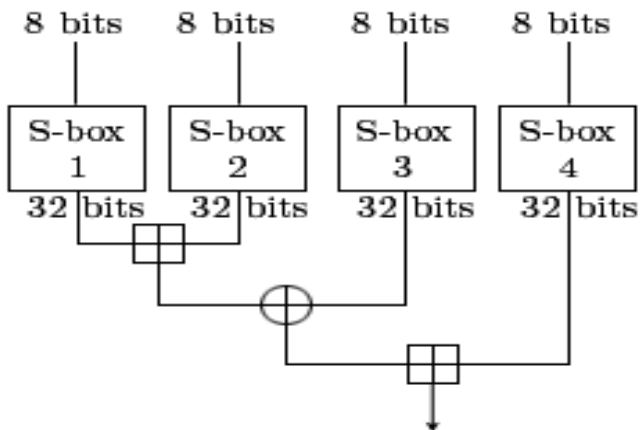 8 bits 8 bits 8 bits 8 bits
S-box S-box S-box S-box
1 2 3 4
32 bits 32 bits 32 bits 32 bits